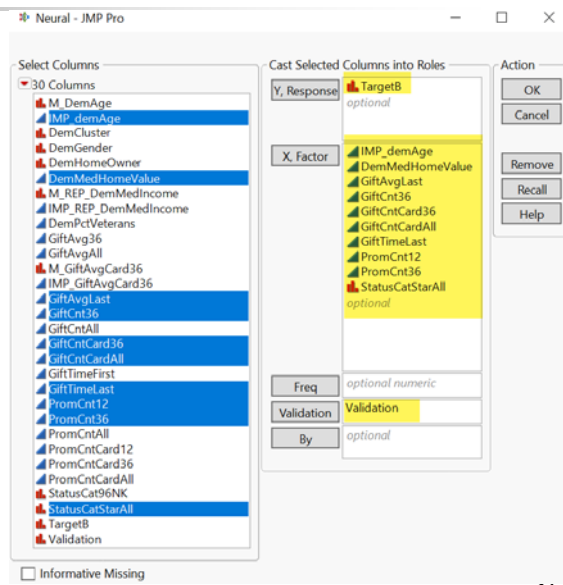 Neural - JMP Pro
Select Columns
30 Columns
M_DemAge
IMP_demAge
DemCluster
DemGender
DemHomeOwner
DemMedHomeValue
M_REP_DemMedIncome
IMP_REP_DemMedIncome
DemPctVeterans
GiftAvg36
GiftAvgAll
M_GiftAvgCard36
IMP_GiftAvgCard36
GiftAvgLast
GiftCnt36
GiftCntAll
GiftCntCard36
GiftCntCardAll
GiftTimeFirst
GiftTimeLast
PromCnt12
PromCnt36
PromCntAll
PromCntCard12
PromCntCard36
PromCntCardAll
StatusCat96NK
StatusCatStarAll
TargetB
Validation
Informative Missing
Cast Selected Columns into Roles
Y, Response
TargetB
optional
X, Factor
IMP_demAge
DemMedHomeValue
GiftAvgLast
GiftCnt36
GiftCntCard36
GiftCntCardAll
GiftTimeLast
PromCnt12
PromCnt36
StatusCatStarAll
optional
Freq
optional numeric
Validation
Validation
By
optional
Action
OK
Cancel
Remove
Recall
Help